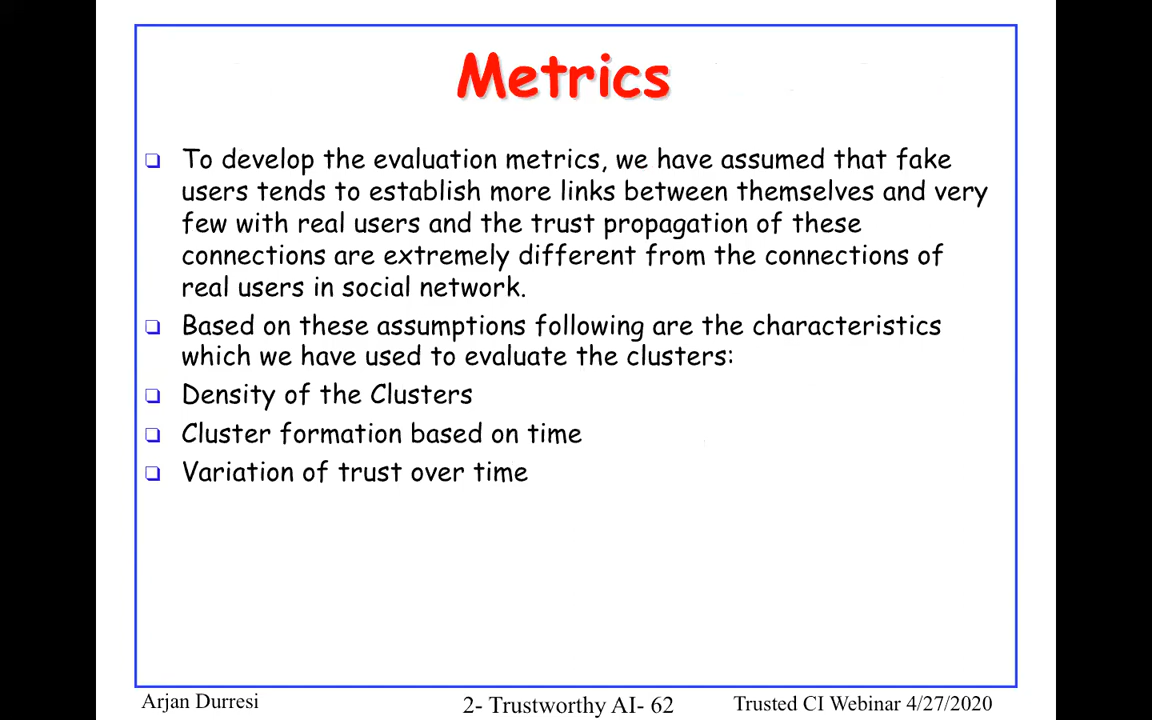 Metrics
To develop the evaluation metrics, we have assumed that fake
users tends to establish more links between themselves and very
few with real users and the trust propagation of these
connections are extremely different from the connections of
real users in social network.
Based on these assumptions following are the characteristics
which we have used to evaluate the clusters:
Density of the Clusters
Cluster formation based on time
Variation of trust over time
Arjan Durresi
2- Trustworthy AI- 62
Trusted CI Webinar 4/27/2020